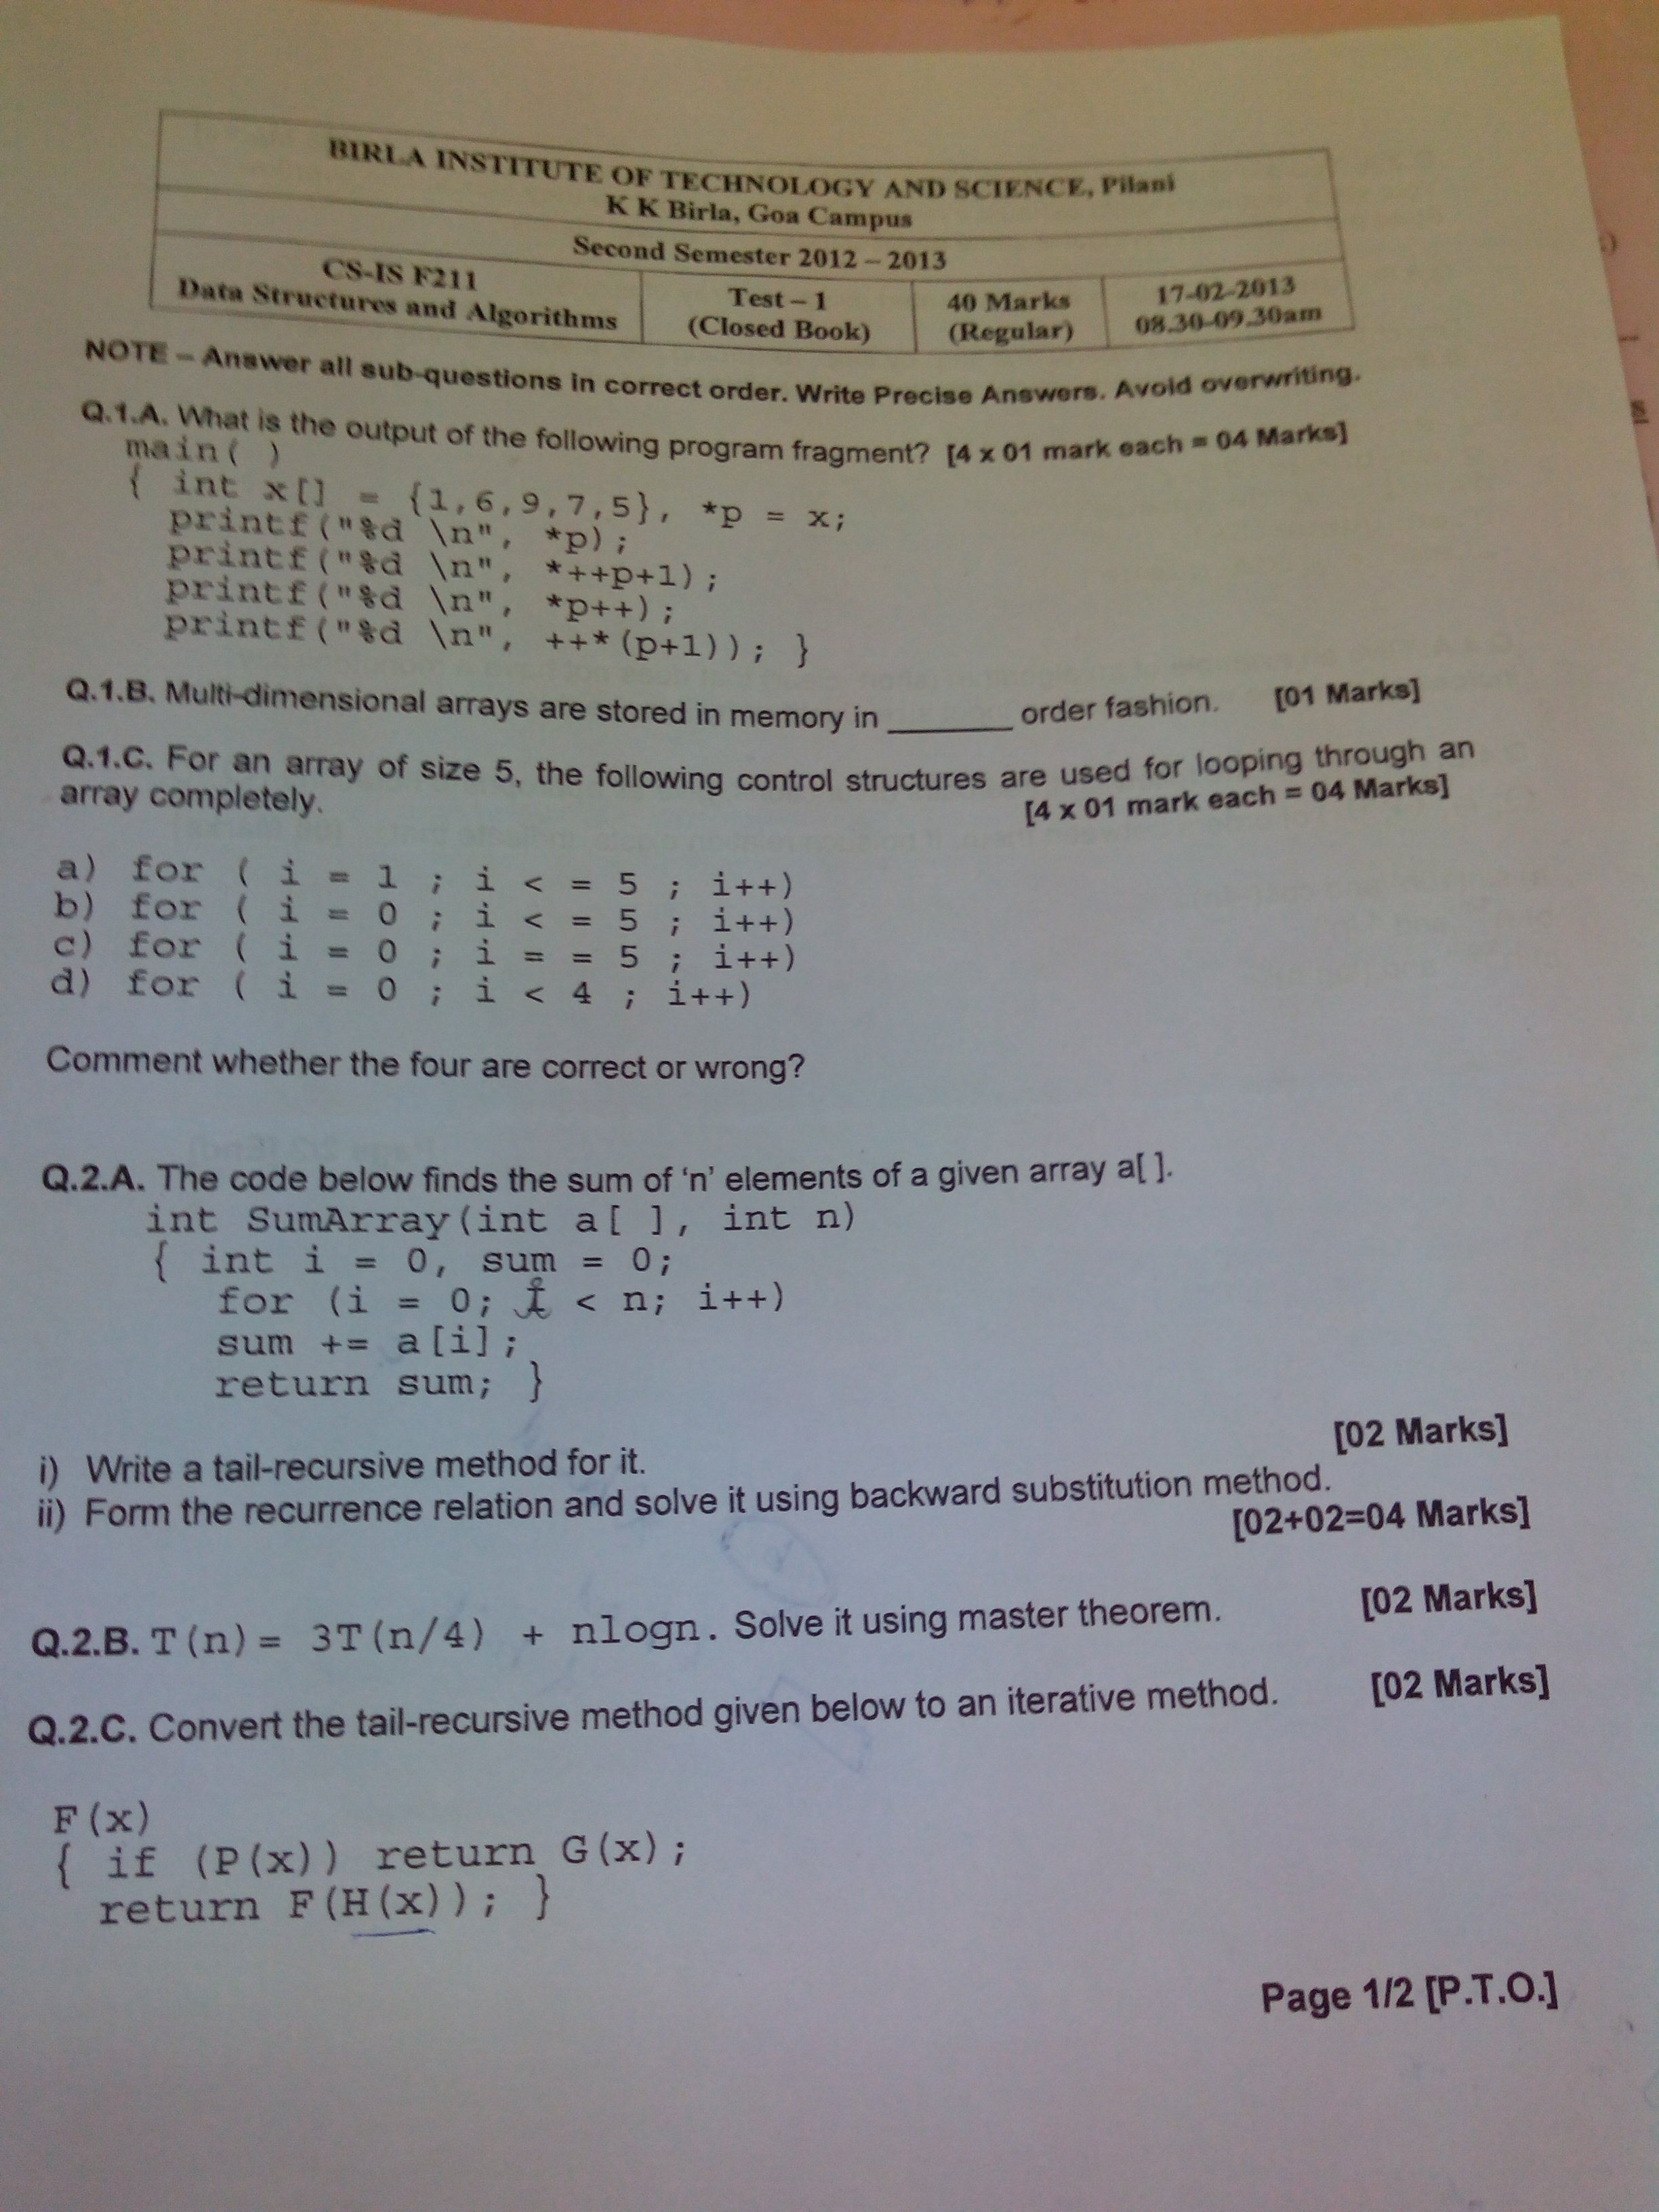 BIRLA INSTITUTE OF TECHNOLOGY AND SCIENCE, Pilani
K K Birla, Goa Campus
Second Semester 2012 – 2013
CS-IS F211
Data Structures and Algorithms
Test – 1
(Closed Book)
40 Marks
(Regular)
17-02-2013
08.30-09.30am
NOTE – Answer all sub-questions in correct order. Write Precise Answers. Avoid overwriting.
Q.1.A. What is the output of the following program fragment? [4 x 01 mark each = 04 Marks]
main( )
{ int x[] = {1,6,9,7,5}, *p = x;
printf("%d \n", *p);
printf("%d \n", *++p+1);
printf("%d \n", *p++);
printf("%d \n", ++*(p+1)); }
Q.1.B. Multi-dimensional arrays are stored in memory in _______ order fashion. [01 Marks]
Q.1.C. For an array of size 5, the following control structures are used for looping through an
array completely. [4 x 01 mark each = 04 Marks]
a) for ( i = 1 ; i < = 5 ; i++)
b) for ( i = 0 ; i < = 5 ; i++)
c) for ( i = 0 ; i = = 5 ; i++)
d) for ( i = 0 ; i < 4 ; i++)
Comment whether the four are correct or wrong?
Q.2.A. The code below finds the sum of ‘n’ elements of a given array a[ ].
int SumArray(int a[ ], int n)
{ int i = 0, sum = 0;
for (i = 0; i < n; i++)
sum += a[i];
return sum; }
i) Write a tail-recursive method for it. [02 Marks]
ii) Form the recurrence relation and solve it using backward substitution method.
[02+02=04 Marks]
Q.2.B. T(n)= 3T(n/4) + nlogn. Solve it using master theorem. [02 Marks]
Q.2.C. Convert the tail-recursive method given below to an iterative method. [02 Marks]
F(x)
{ if (P(x)) return G(x);
return F(H(x)); }
Page 1/2 [P.T.O.]